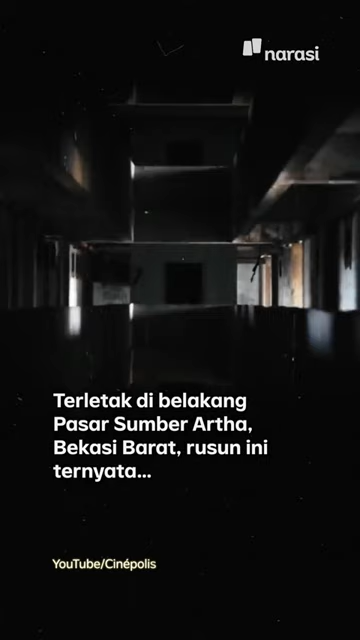 narasi
Terletak di belakang
Pasar Sumber Artha,
Bekasi Barat, rusun ini
ternyata...
YouTube/Cinépolis